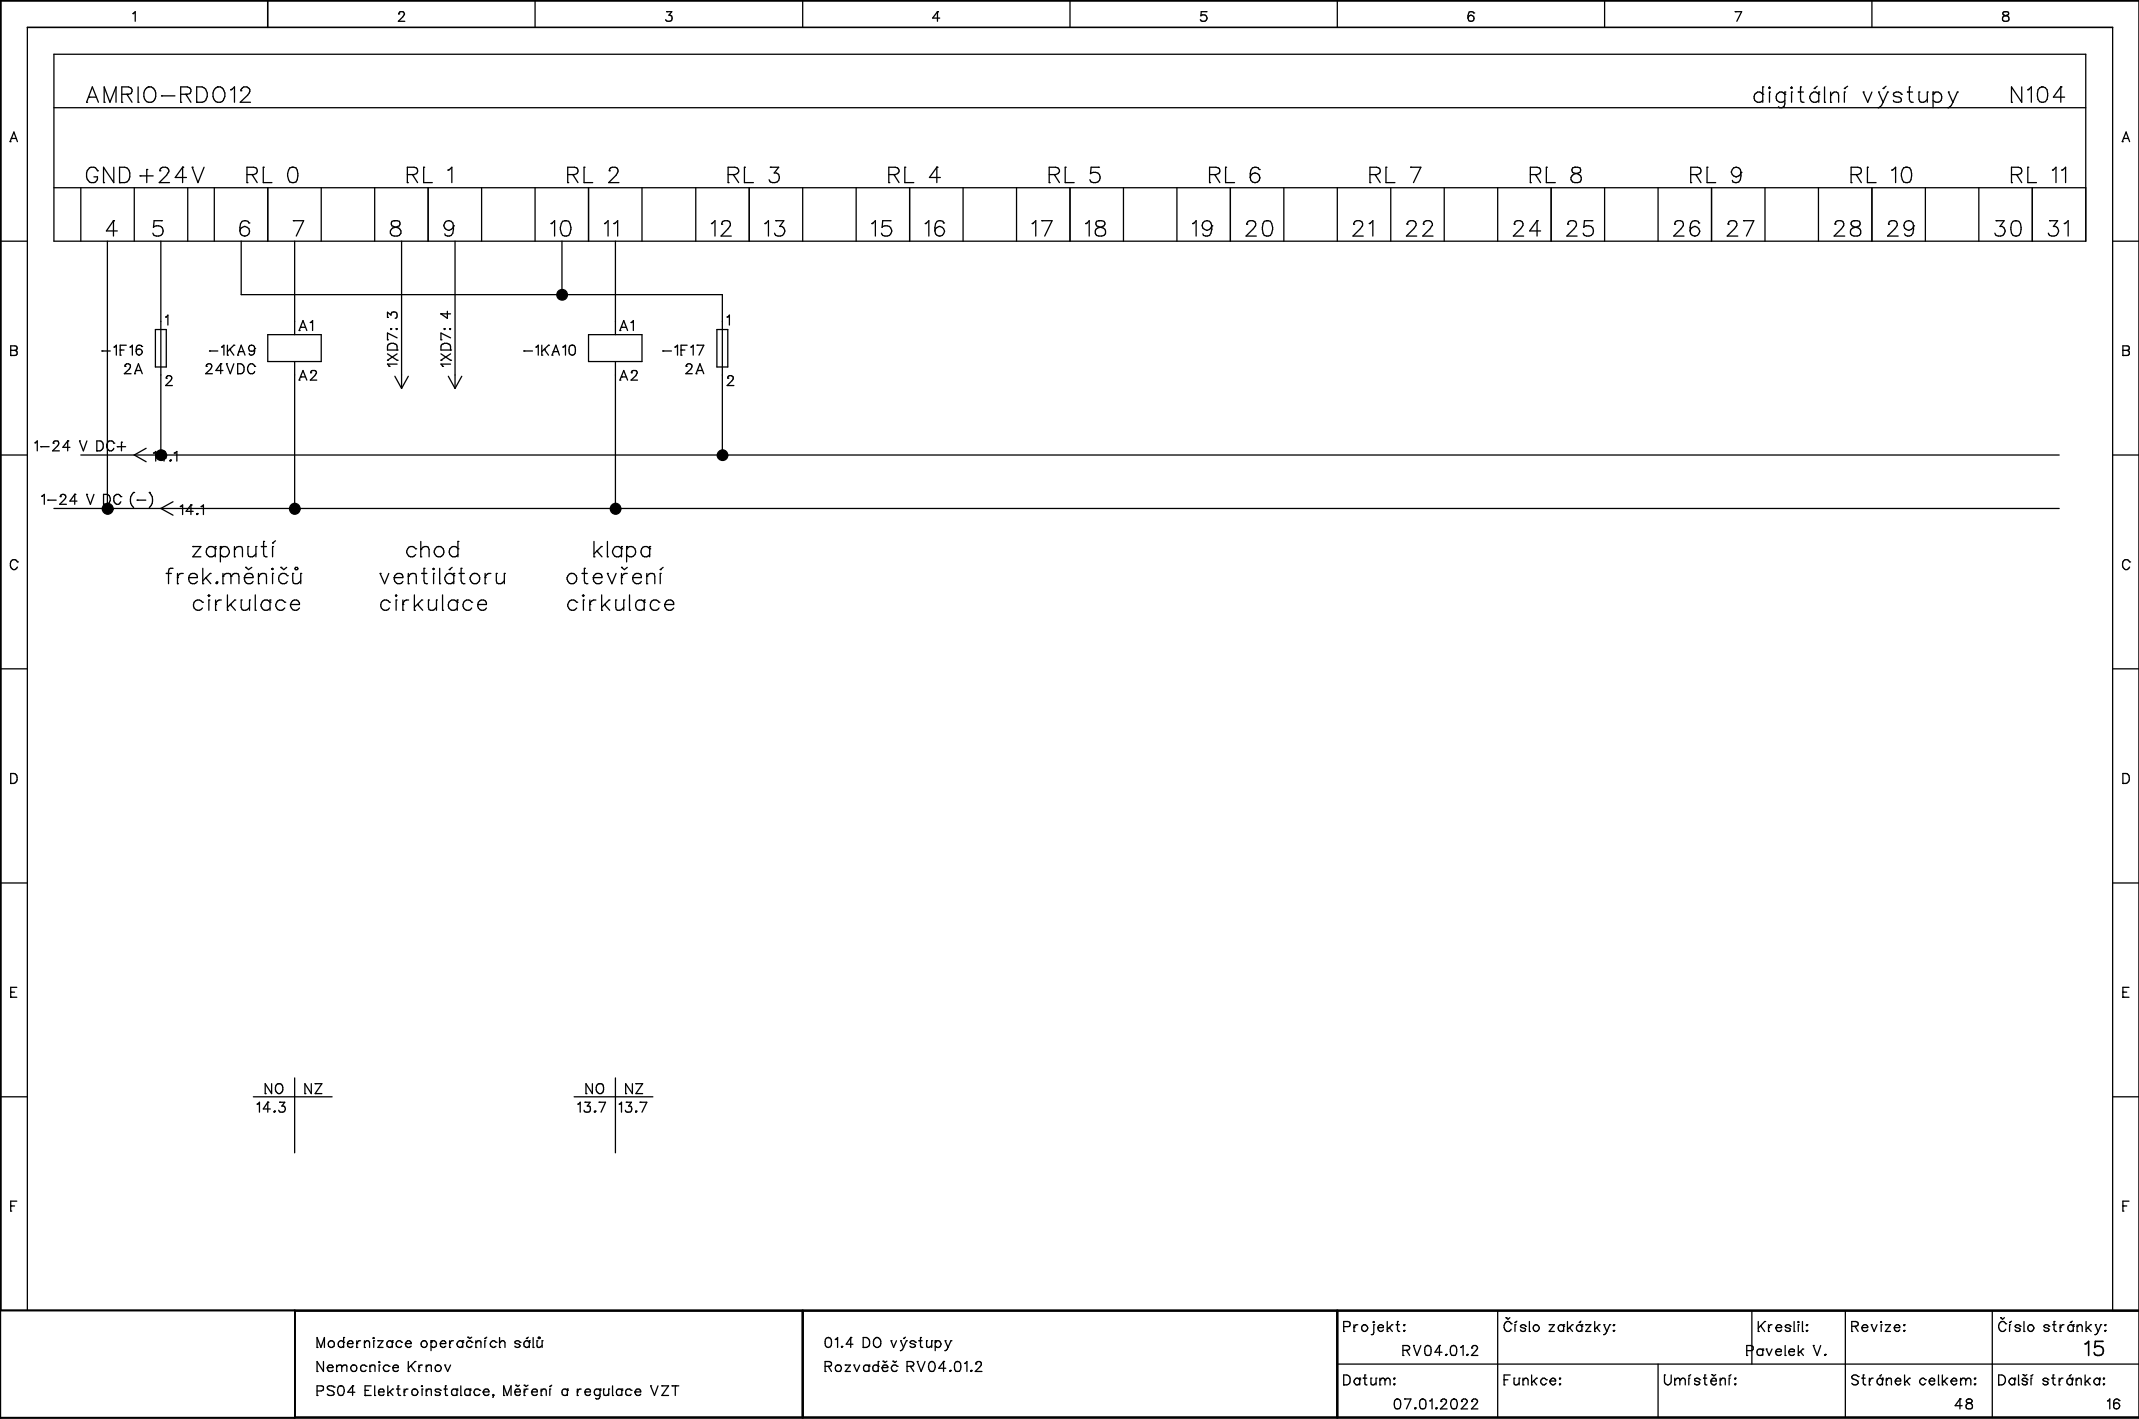 1 2 3 4 5 6 7 8
AMRIO-RDO12 digitální výstupy N104
A A
GND +24V RL 0 RL 1 RL 2 RL 3 RL 4 RL 5 RL 6 RL 7 RL 8 RL 9 RL 10 RL 11
4 5 6 7 8 9 10 11 12 13 15 16 17 18 19 20 21 22 24 25 26 27 28 29 30 31
1 A1 1XD7: 3 1XD7: 4 A1 1
B -1F16 -1KA9 -1KA10 -1F17 B
2A 24VDC 2A
2 A2 A2 2
1-24 V DC+ 14.1
1-24 V DC (-) 14.1
zapnutí chod klapa
C C
frek.měničů ventilátoru otevření
cirkulace cirkulace cirkulace
D D
E E
NO NZ NO NZ
14.3 13.7 13.7
F F
Modernizace operačních sálů
Nemocnice Krnov
PS04 Elektroinstalace, Měření a regulace VZT
01.4 DO výstupy
Rozvaděč RV04.01.2
Projekt: Číslo zakázky: Kreslil: Revize: Číslo stránky:
RV04.01.2 Pavelek V. 15
Datum: Funkce: Umístění: Stránek celkem: Další stránka:
07.01.2022 48 16